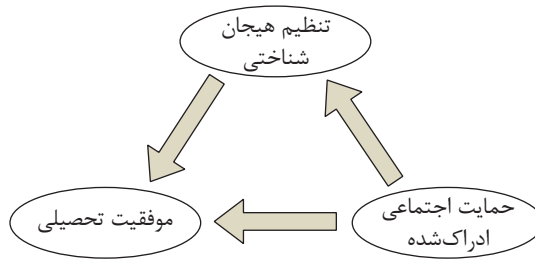 تنظیم هیجان
شناختی
حمایت اجتماعی
ادراک‌شده
موفقیت تحصیلی